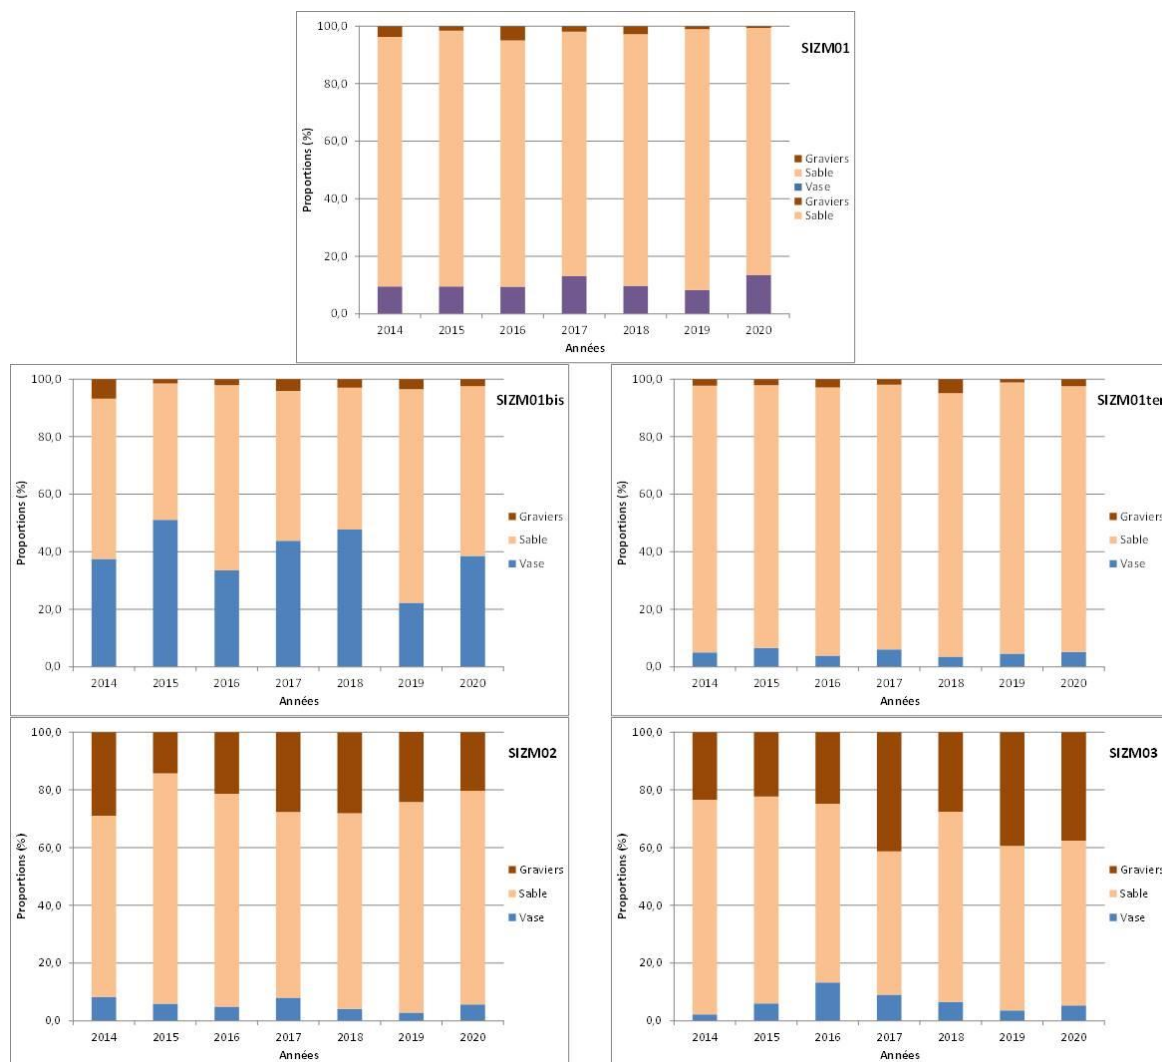 SIZM01
Proportions (%)
100,0
80,0
60,0
40,0
20,0
0,0
Graviers
Sable
Vase
Graviers
Sable
2014 2015 2016 2017 2018 2019 2020
Années
SIZM01bis
Proportions (%)
100,0
80,0
60,0
40,0
20,0
0,0
Graviers
Sable
Vase
2014 2015 2016 2017 2018 2019 2020
Années
SIZM01ter
Proportions (%)
100,0
80,0
60,0
40,0
20,0
0,0
Graviers
Sable
Vase
2014 2015 2016 2017 2018 2019 2020
Années
SIZM02
Proportions (%)
100,0
80,0
60,0
40,0
20,0
0,0
Graviers
Sable
Vase
2014 2015 2016 2017 2018 2019 2020
Années
SIZM03
Proportions (%)
100,0
80,0
60,0
40,0
20,0
0,0
Graviers
Sable
Vase
2014 2015 2016 2017 2018 2019 2020
Années